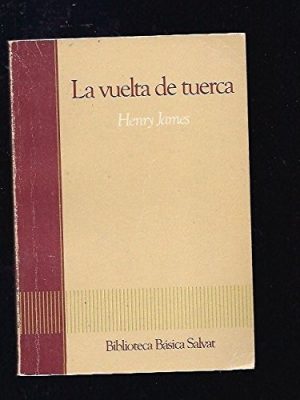 La vuelta de tuerca
Henry James
Biblioteca Básica Salvat